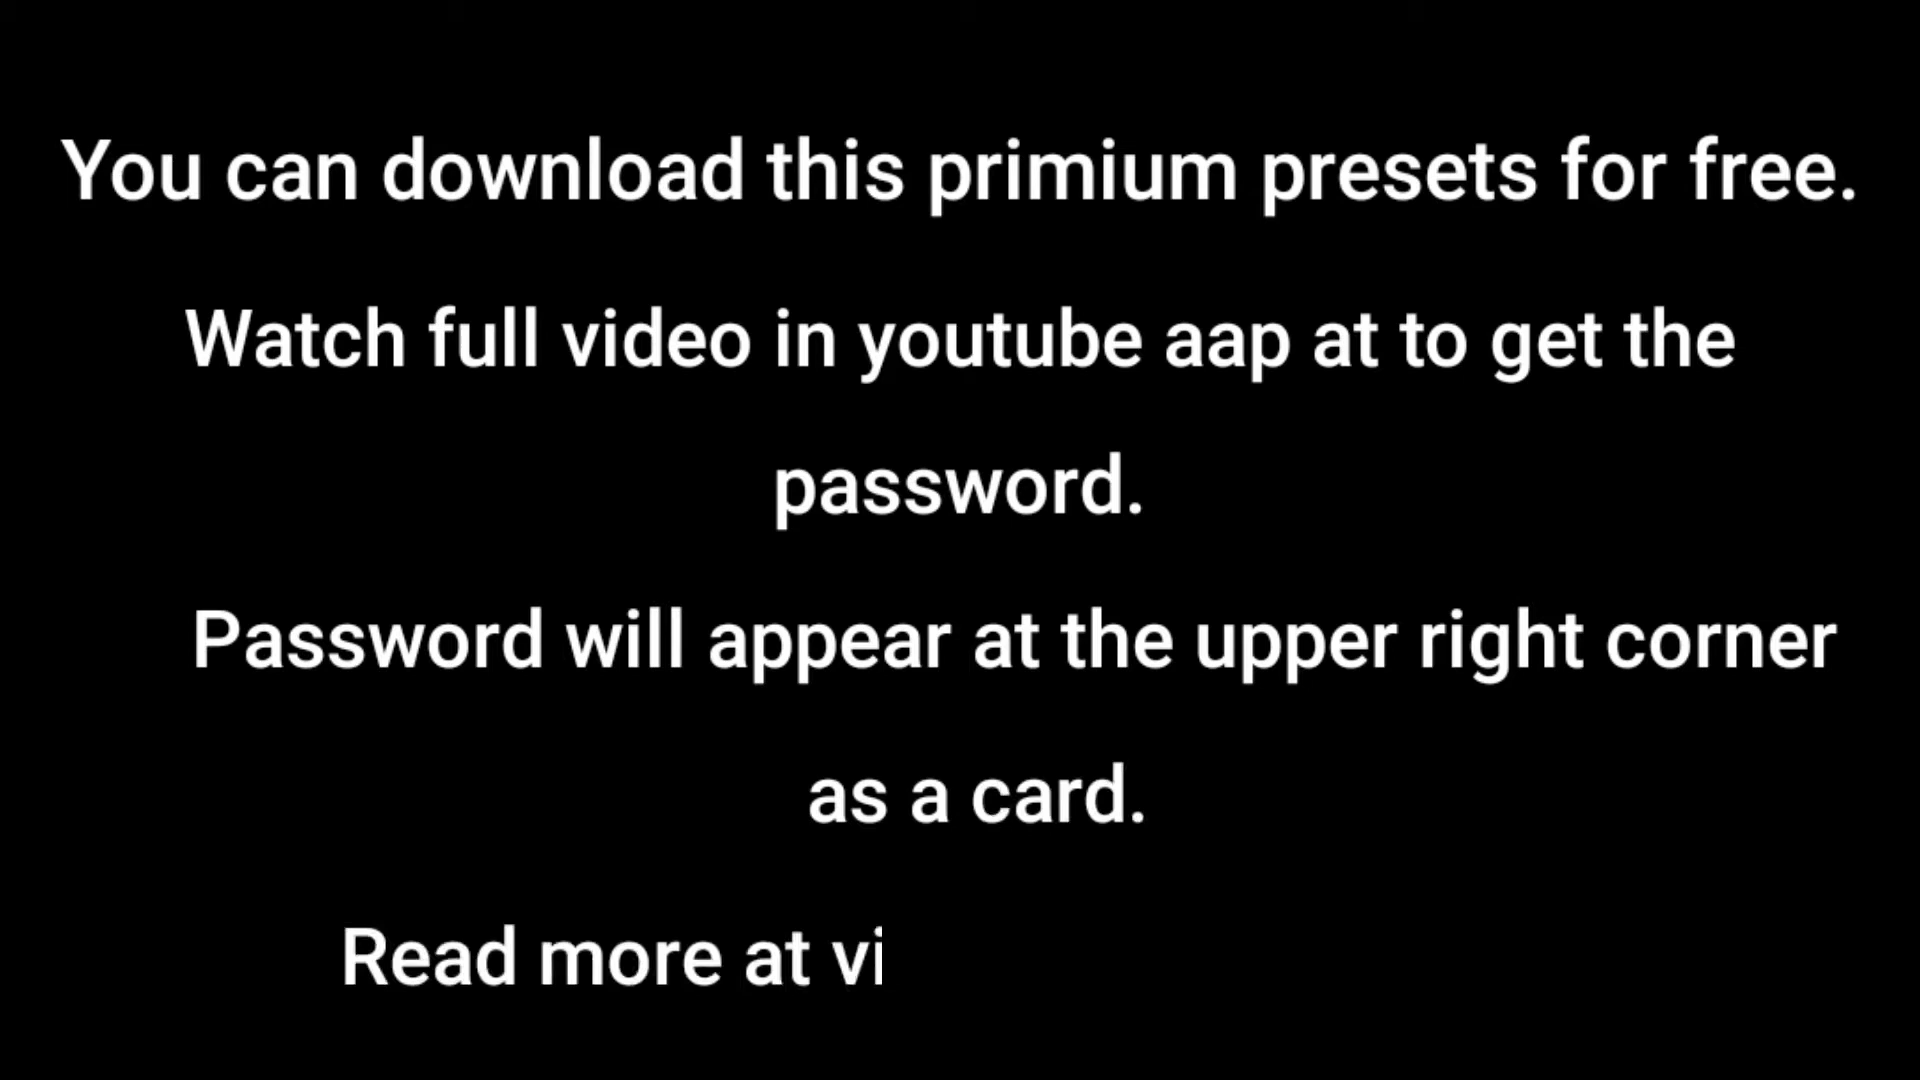 You can download this primium presets for free.
Watch full video in youtube aap at to get the
password.
Password will appear at the upper right corner
as a card.
Read more at vi